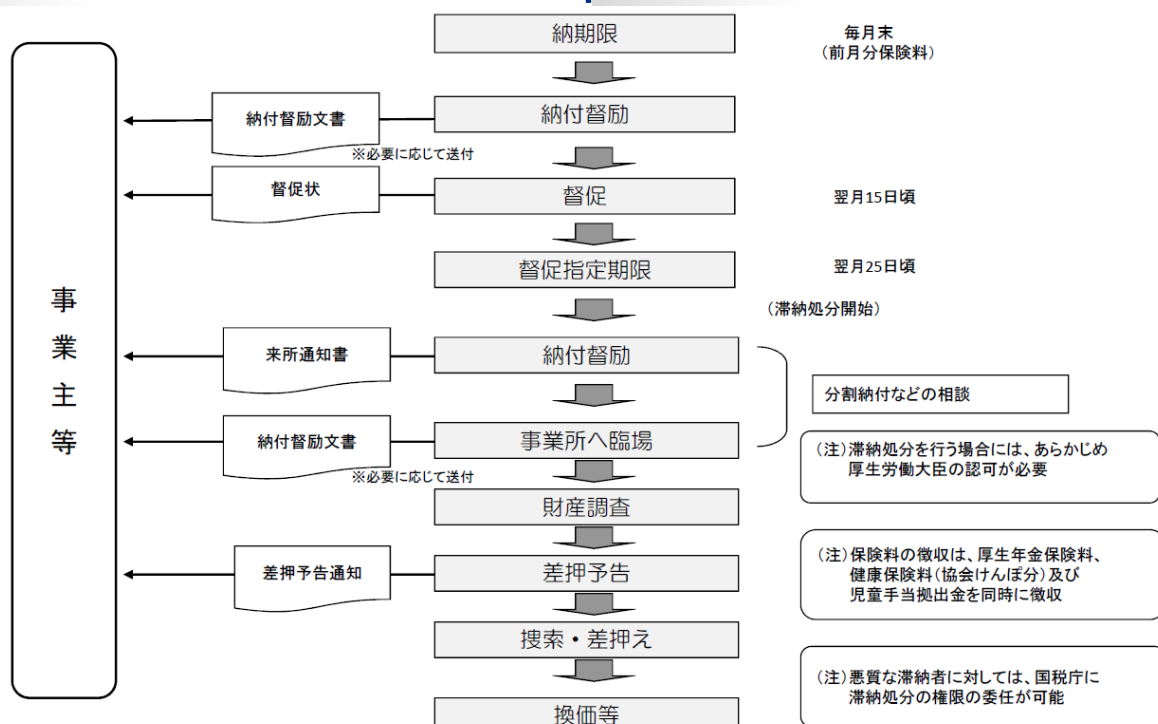 納期限
毎月末
(前月分保険料)
納付督励文書
納付督励
※必要に応じて送付
督促状
督促
翌月15日頃
督促指定期限
翌月25日頃
(滞納処分開始)
事業主等
来所通知書
納付督励
分割納付などの相談
納付督励文書
事業所へ臨場
※必要に応じて送付
(注)滞納処分を行う場合には、あらかじめ
厚生労働大臣の認可が必要
財産調査
差押予告通知
差押予告
(注)保険料の徴収は、厚生年金保険料、
健康保険料(協会けんぽ分)及び
児童手当拠出金を同時に徴収
捜索・差押え
(注)悪質な滞納者に対しては、国税庁に
滞納処分の権限の委任が可能
換価等